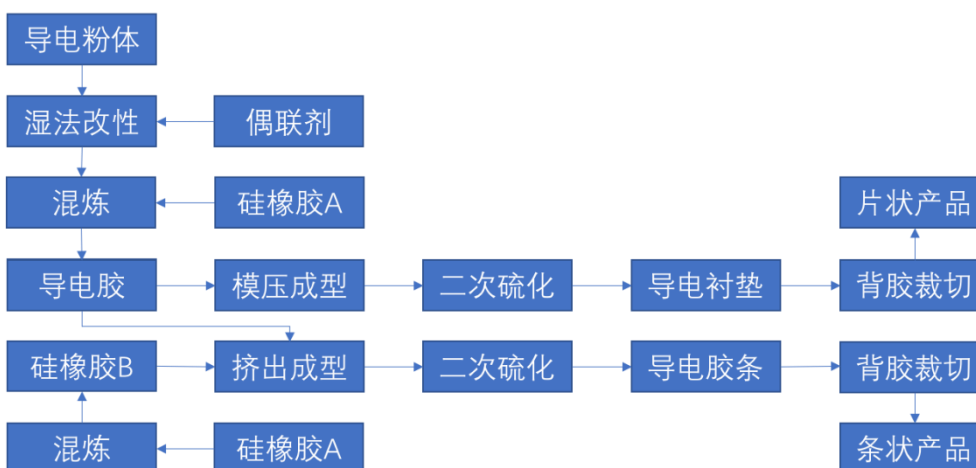 导电粉体
湿法改性
偶联剂
混炼
硅橡胶A
片状产品
导电胶
模压成型
二次硫化
导电衬垫
背胶裁切
硅橡胶B
挤出成型
二次硫化
导电胶条
背胶裁切
混炼
硅橡胶A
条状产品